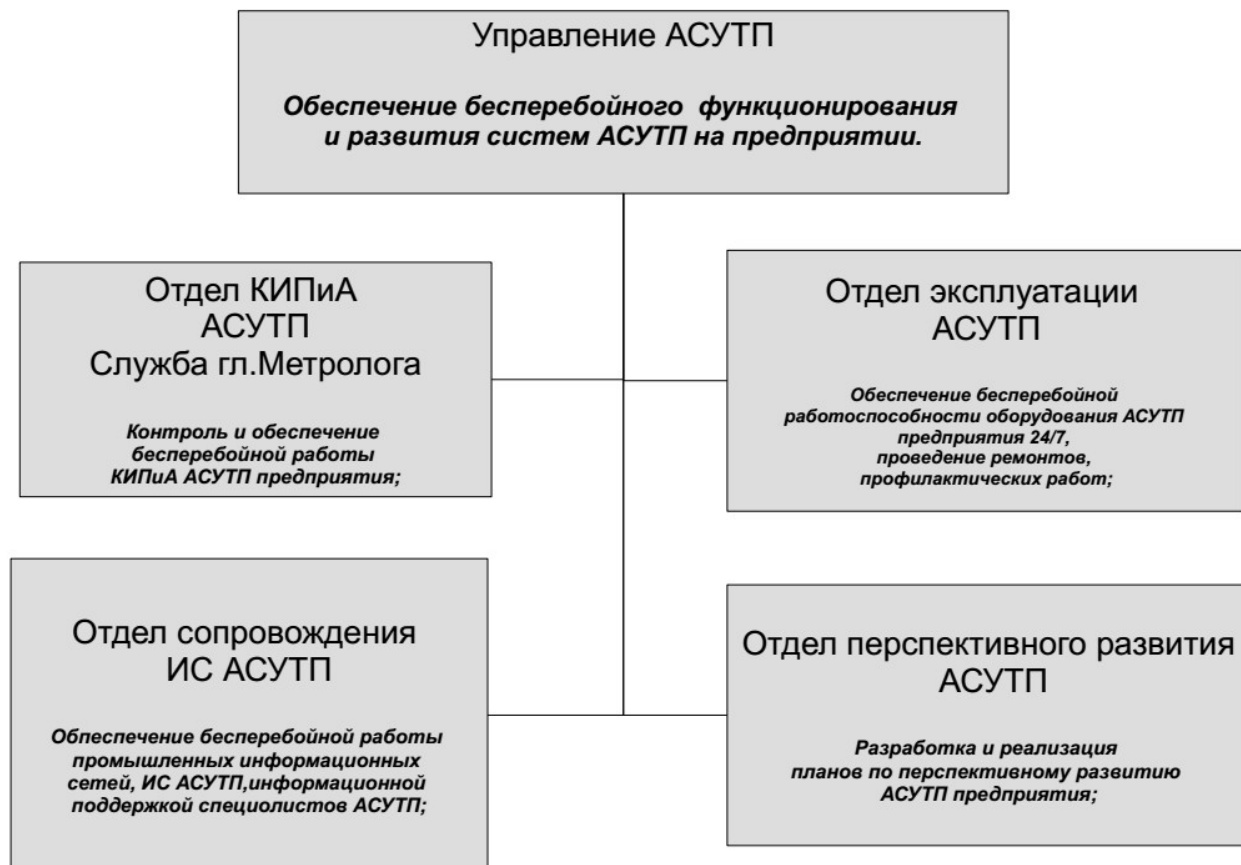 Управление АСУТП
Обеспечение бесперебойного функционирования
и развития систем АСУТП на предприятии.
Отдел КИПиА
АСУТП
Служба гл.Метролога
Контроль и обеспечение
бесперебойной работы
КИПиА АСУТП предприятия;
Отдел эксплуатации
АСУТП
Обеспечение бесперебойной
работоспособности оборудования АСУТП
предприятия 24/7,
проведение ремонтов,
профилактических работ;
Отдел сопровождения
ИС АСУТП
Обпеспечение бесперебойной работы
промышленных информационных
сетей, ИС АСУТП,информационной
поддержкой специолистов АСУТП;
Отдел перспективного развития
АСУТП
Разработка и реализация
планов по перспективному развитию
АСУТП предприятия;